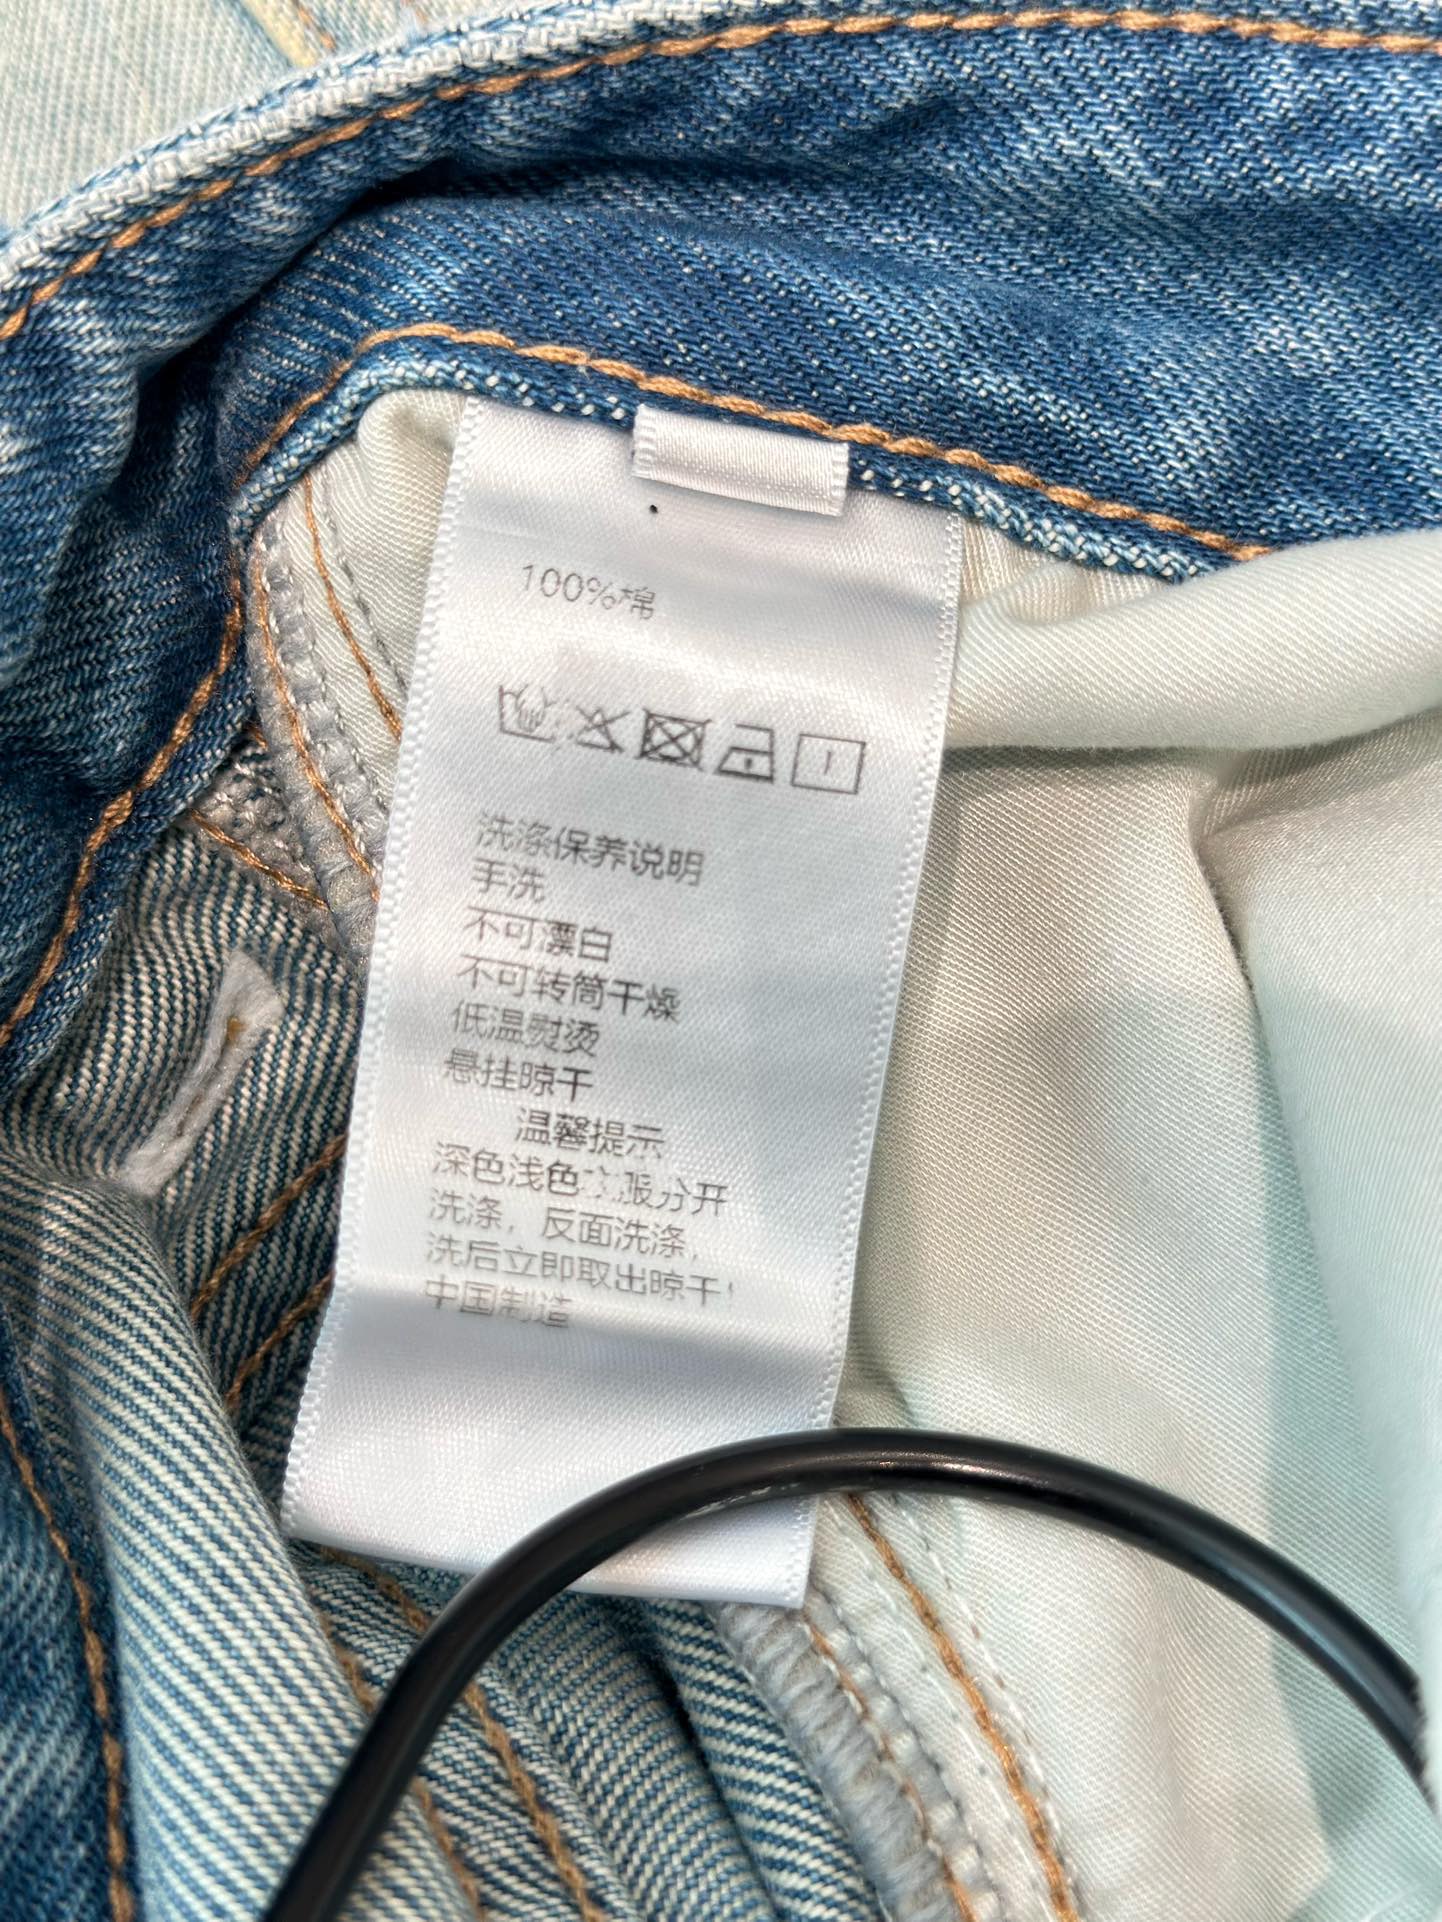 100%棉
洗涤保养说明
手洗
不可漂白
不可转筒干燥
低温熨烫
悬挂晾干
温馨提示
深色浅色衣服分开
洗涤，反面洗涤，
洗后立即取出晾干！
中国制造